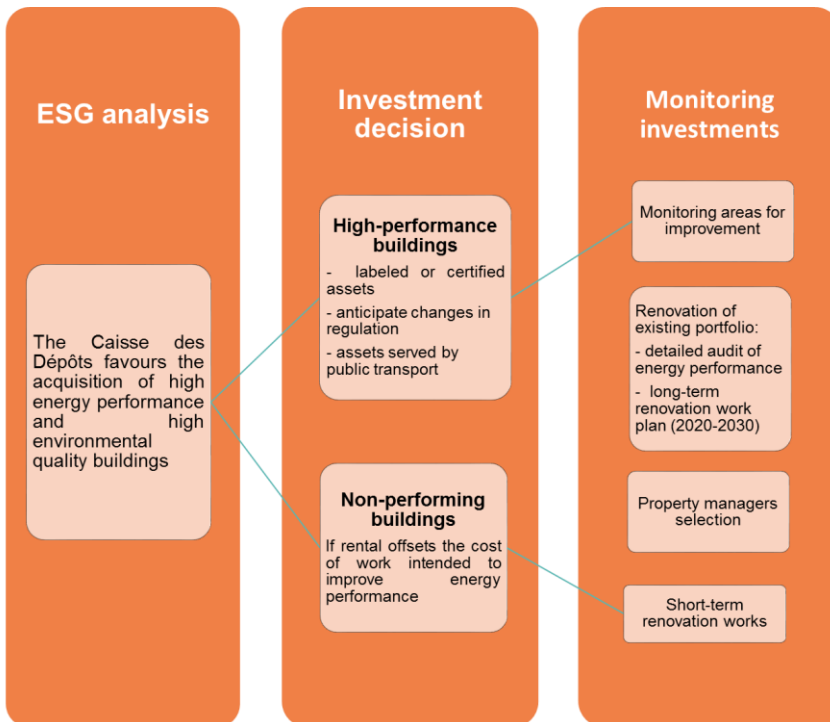 ESG analysis
The Caisse des
Dépôts favours the
acquisition of high
energy performance
and high
environmental
quality buildings
Investment
decision
High-performance
buildings
- labeled or certified
assets
- anticipate changes in
regulation
- assets served by
public transport
Non-performing
buildings
If rental offsets the cost
of work intended to
improve energy
performance
Monitoring
investments
Monitoring areas for
improvement
Renovation of
existing portfolio:
- detailed audit of
energy performance
- long-term
renovation work
plan (2020-2030)
Property managers
selection
Short-term
renovation works